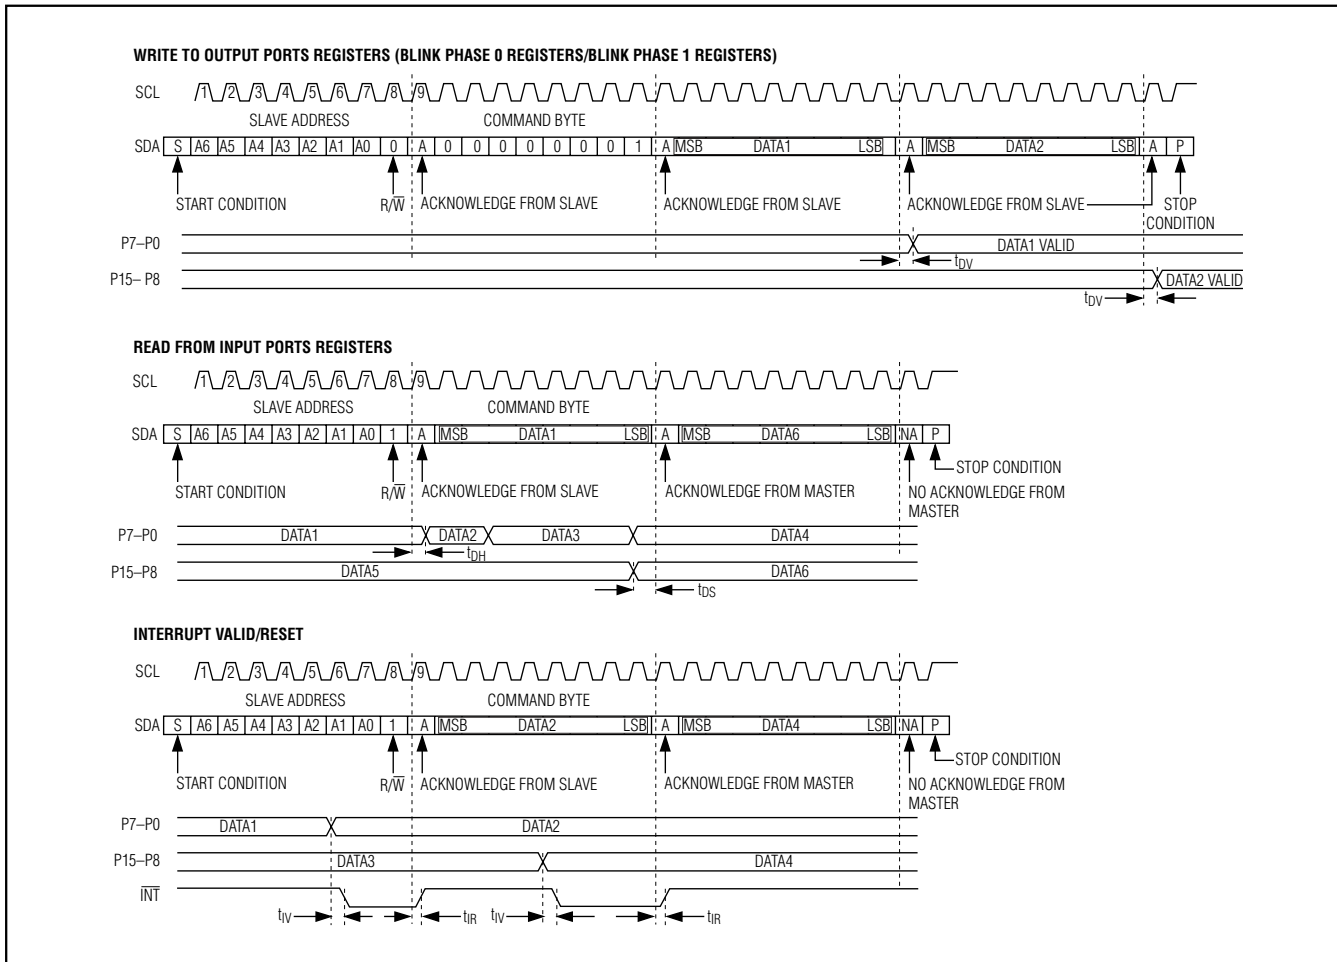 WRITE TO OUTPUT PORTS REGISTERS (BLINK PHASE 0 REGISTERS/BLINK PHASE 1 REGISTERS)
SCL 1 2 3 4 5 6 7 8 9
SLAVE ADDRESS COMMAND BYTE
SDA S A6 A5 A4 A3 A2 A1 A0 0 A 0 0 0 0 0 0 0 1 A MSB DATA1 LSB A MSB DATA2 LSB A P
START CONDITION R/W̅ ACKNOWLEDGE FROM SLAVE ACKNOWLEDGE FROM SLAVE ACKNOWLEDGE FROM SLAVE STOP
CONDITION
P7–P0 DATA1 VALID
tDV
P15– P8 DATA2 VALID
tDV
READ FROM INPUT PORTS REGISTERS
SCL 1 2 3 4 5 6 7 8 9
SLAVE ADDRESS COMMAND BYTE
SDA S A6 A5 A4 A3 A2 A1 A0 1 A MSB DATA1 LSB A MSB DATA6 LSB NA P
STOP CONDITION
START CONDITION R/W̅ ACKNOWLEDGE FROM SLAVE ACKNOWLEDGE FROM MASTER NO ACKNOWLEDGE FROM
MASTER
P7–P0 DATA1 DATA2 DATA3 DATA4
tDH
P15–P8 DATA5 DATA6
tDS
INTERRUPT VALID/RESET
SCL 1 2 3 4 5 6 7 8 9
SLAVE ADDRESS COMMAND BYTE
SDA S A6 A5 A4 A3 A2 A1 A0 1 A MSB DATA2 LSB A MSB DATA4 LSB NA P
STOP CONDITION
START CONDITION R/W̅ ACKNOWLEDGE FROM SLAVE ACKNOWLEDGE FROM MASTER NO ACKNOWLEDGE FROM
MASTER
P7–P0 DATA1 DATA2
P15–P8 DATA3 DATA4
I̅N̅T̅
tIV tIR tIV tIR